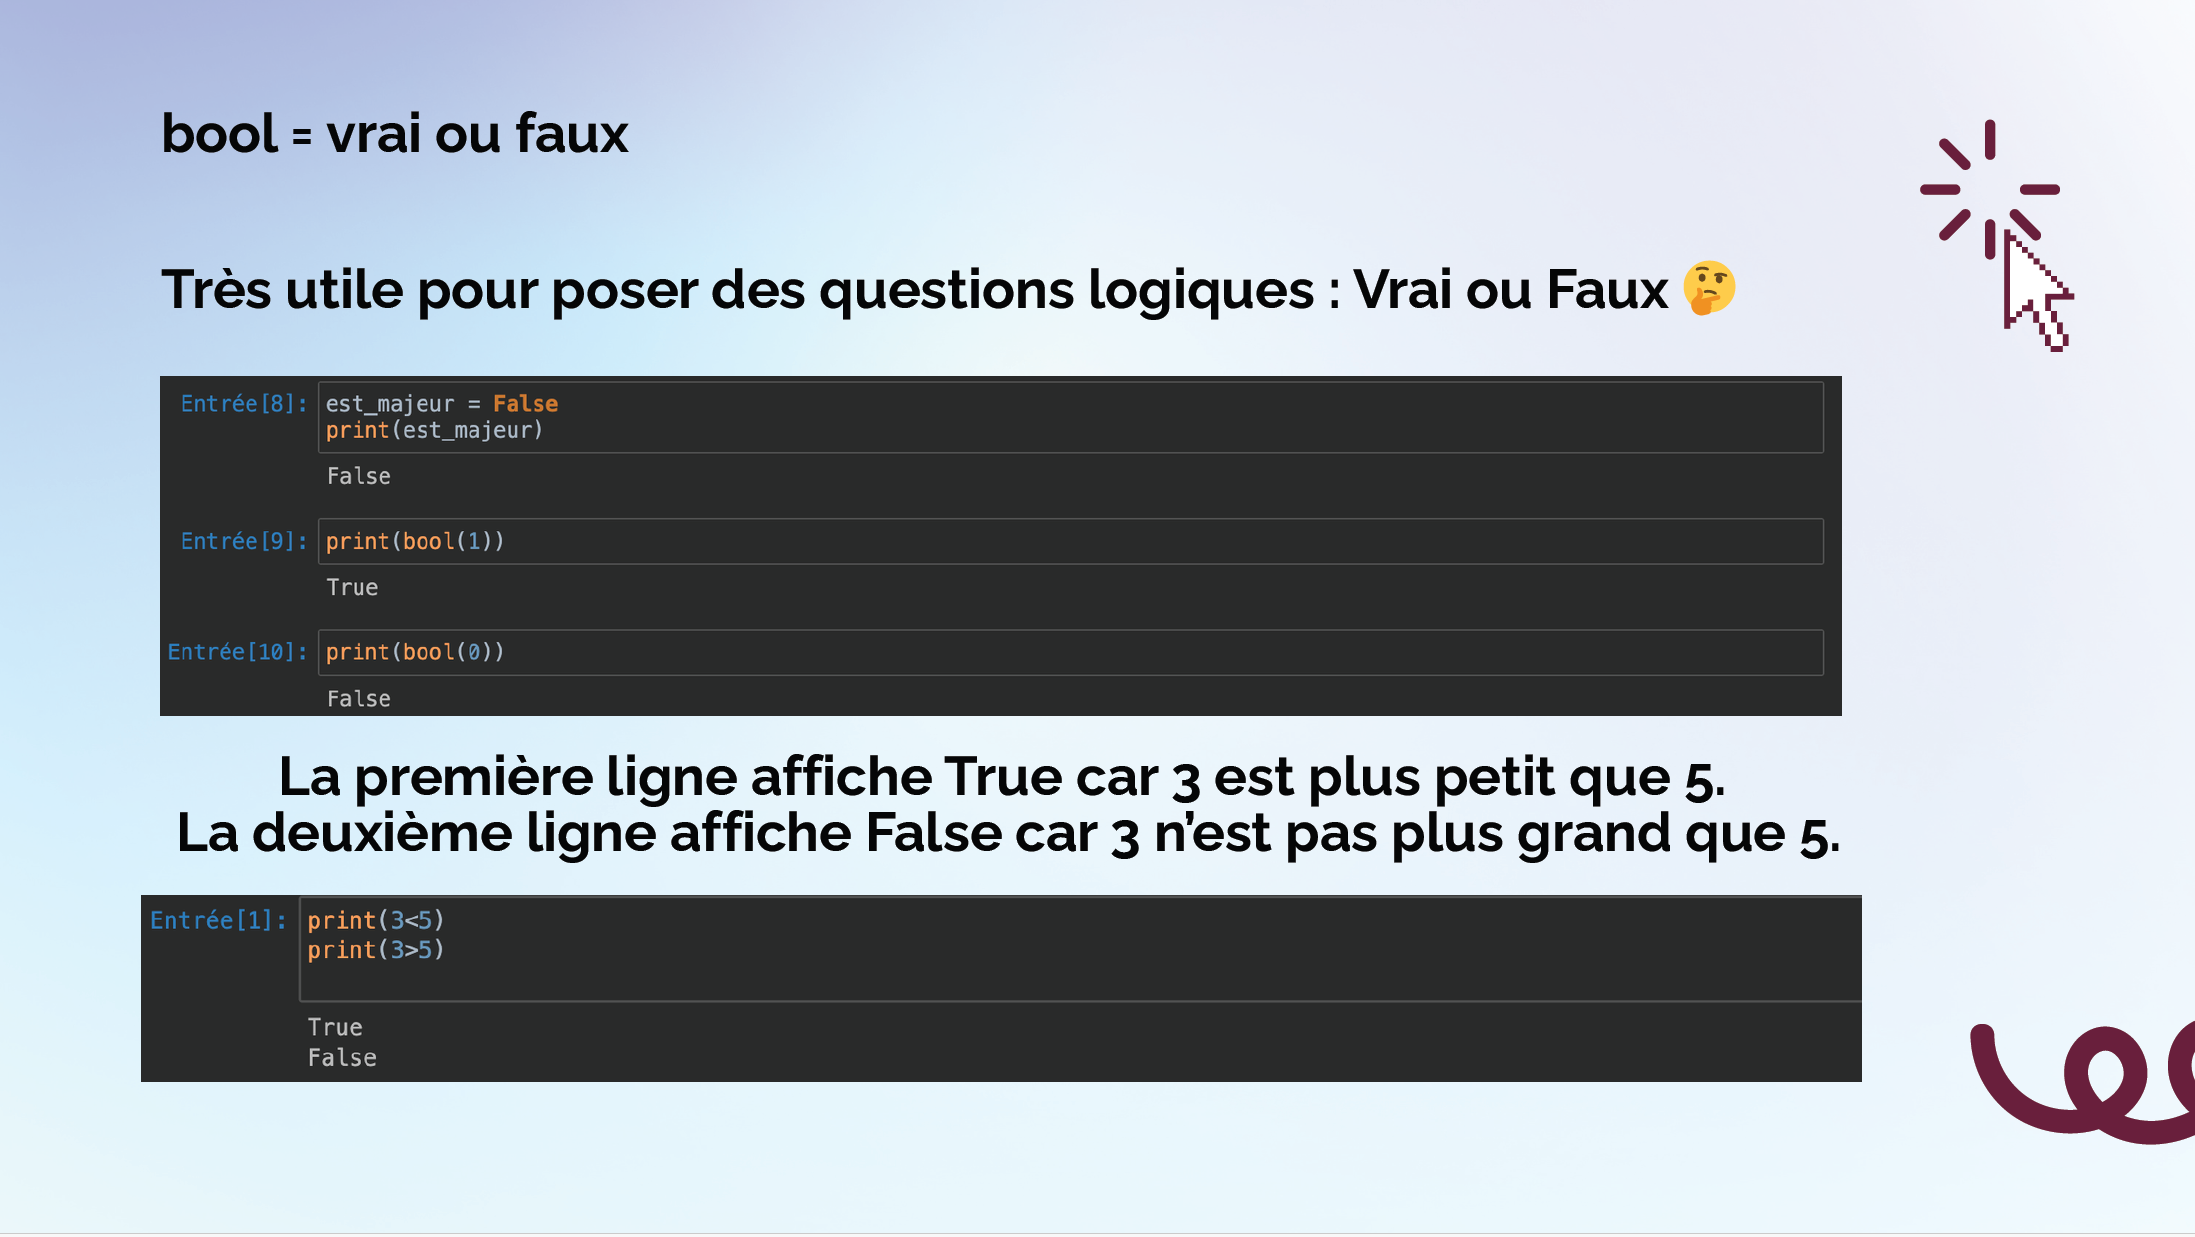 bool = vrai ou faux
Très utile pour poser des questions logiques : Vrai ou Faux 🤔
Entrée[8]: est_majeur = False
print(est_majeur)
False
Entrée[9]: print(bool(1))
True
Entrée[10]: print(bool(0))
False
La première ligne affiche True car 3 est plus petit que 5.
La deuxième ligne affiche False car 3 n’est pas plus grand que 5.
Entrée[1]: print(3<5)
print(3>5)
True
False